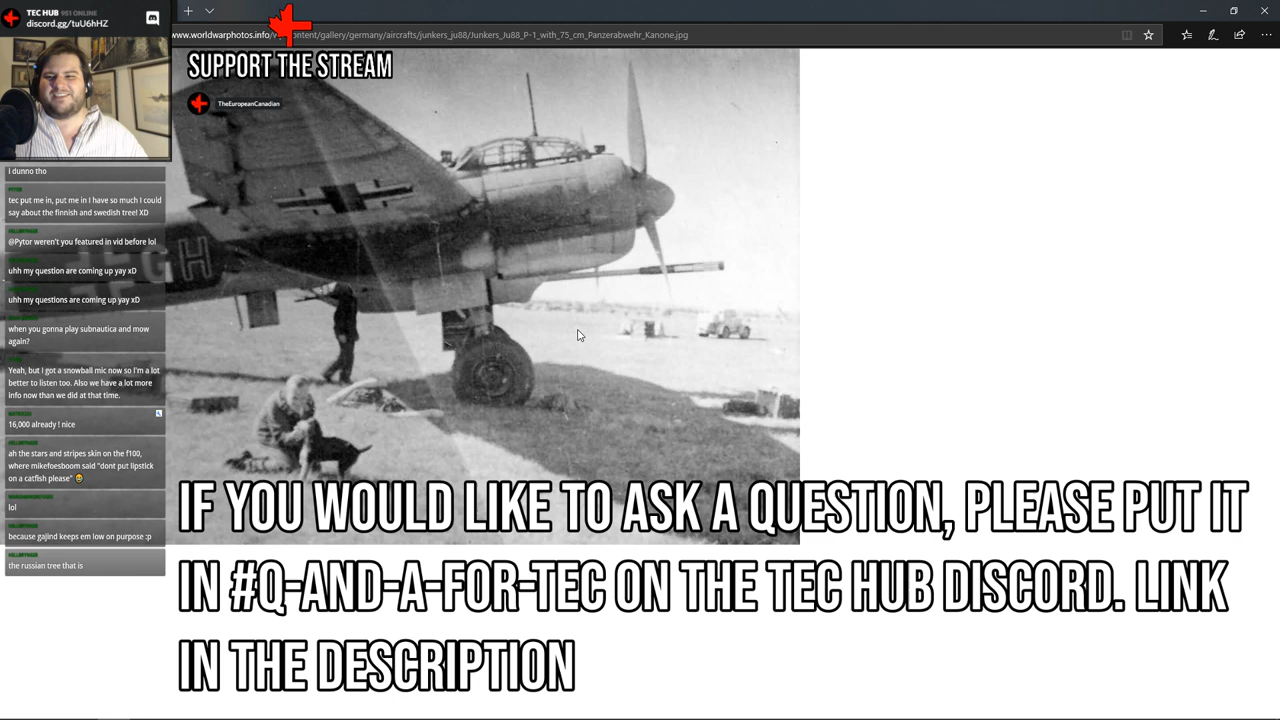 TEC HUB 951 ONLINE
discord.gg/tuU6hHZ
www.worldwarphotos.info/
ontent/gallery/germany/aircrafts/junkers_ju88/Junkers_Ju88_P-1_with_75_cm_Panzerabwehr_Kanone.jpg
SUPPORT THE STREAM
TheEuropeanCanadian
I dunno tho
tec put me in, put me in I have so much I could
say about the finnish and swedish tree! XD
@Pytor weren't you featured in vid before lol
uhh my question are coming up yay xD
uhh my questions are coming up yay xD
when you gonna play subnautica and mow
again?
Yeah, but I got a snowball mic now so I'm a lot
better to listen too. Also we have a lot more
info now than we did at that time.
16,000 already ! nice
ah the stars and stripes skin on the f100,
where mikefoesboom said "dont put lipstick
on a catfish please"
lol
because gajind keeps em low on purpose :p
the russian tree that is
IF YOU WOULD LIKE TO ASK A QUESTION, PLEASE PUT IT
IN #Q-AND-A-FOR-TEC ON THE TEC HUB DISCORD. LINK
IN THE DESCRIPTION